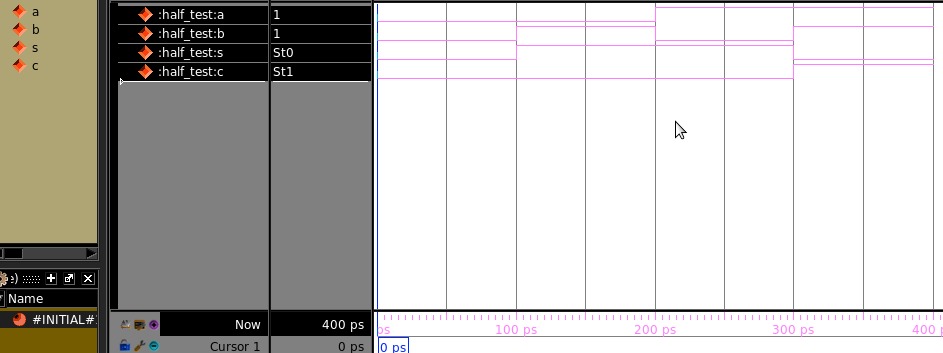 a
:half_test:a 1
b
:half_test:b 1
s
:half_test:s St0
c
:half_test:c St1
Name
#INITIAL#
Now 400 ps
ps 100 ps 200 ps 300 ps 400 p
Cursor 1 0 ps
0 ps